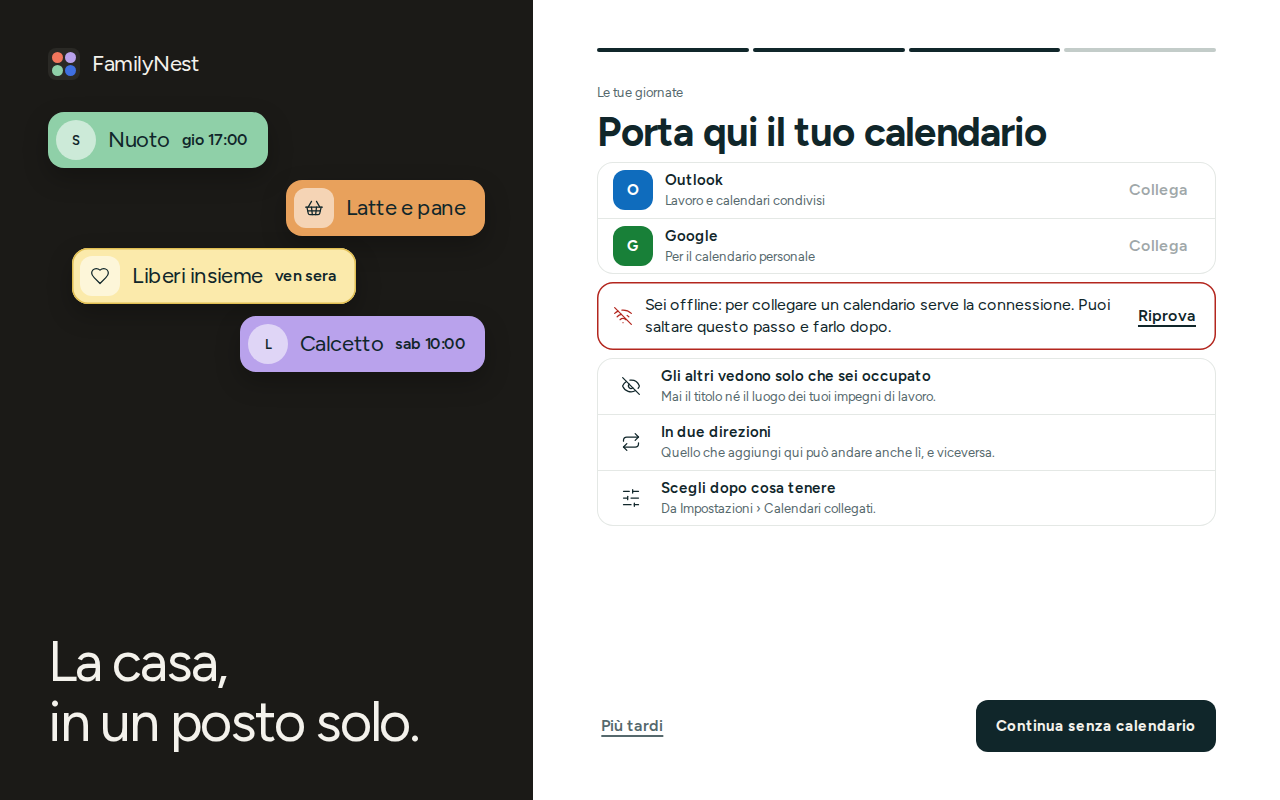 FamilyNest
S Nuoto gio 17:00
Latte e pane
Liberi insieme ven sera
L Calcetto sab 10:00
La casa,
in un posto solo.
Le tue giornate
Porta qui il tuo calendario
O Outlook
Lavoro e calendari condivisi
Collega
G Google
Per il calendario personale
Collega
Sei offline: per collegare un calendario serve la connessione. Puoi
saltare questo passo e farlo dopo.
Riprova
Gli altri vedono solo che sei occupato
Mai il titolo né il luogo dei tuoi impegni di lavoro.
In due direzioni
Quello che aggiungi qui può andare anche lì, e viceversa.
Scegli dopo cosa tenere
Da Impostazioni › Calendari collegati.
Più tardi
Continua senza calendario